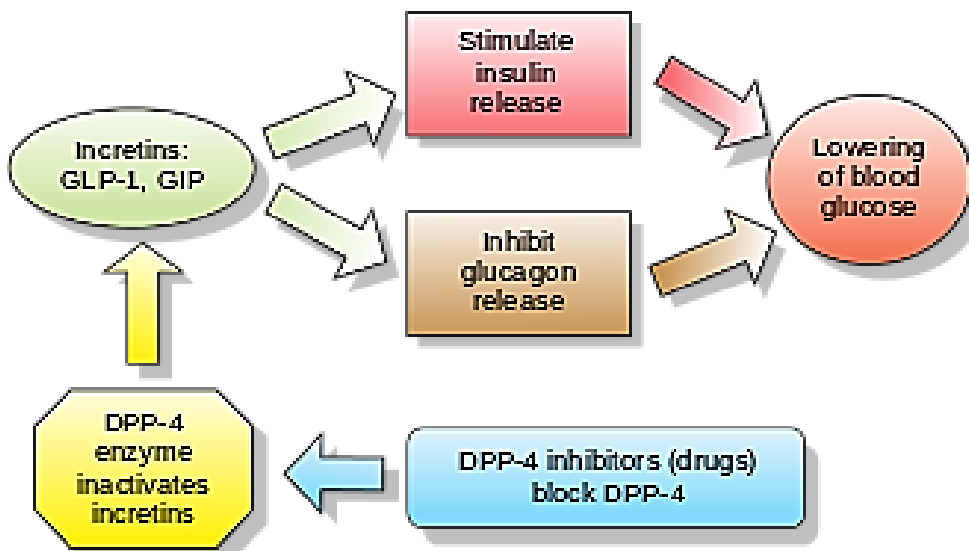 Stimulate
insulin
release
Incretins:
GLP-1, GIP
Lowering
of blood
glucose
Inhibit
glucagon
release
DPP-4
enzyme
inactivates
incretins
DPP-4 inhibitors (drugs)
block DPP-4